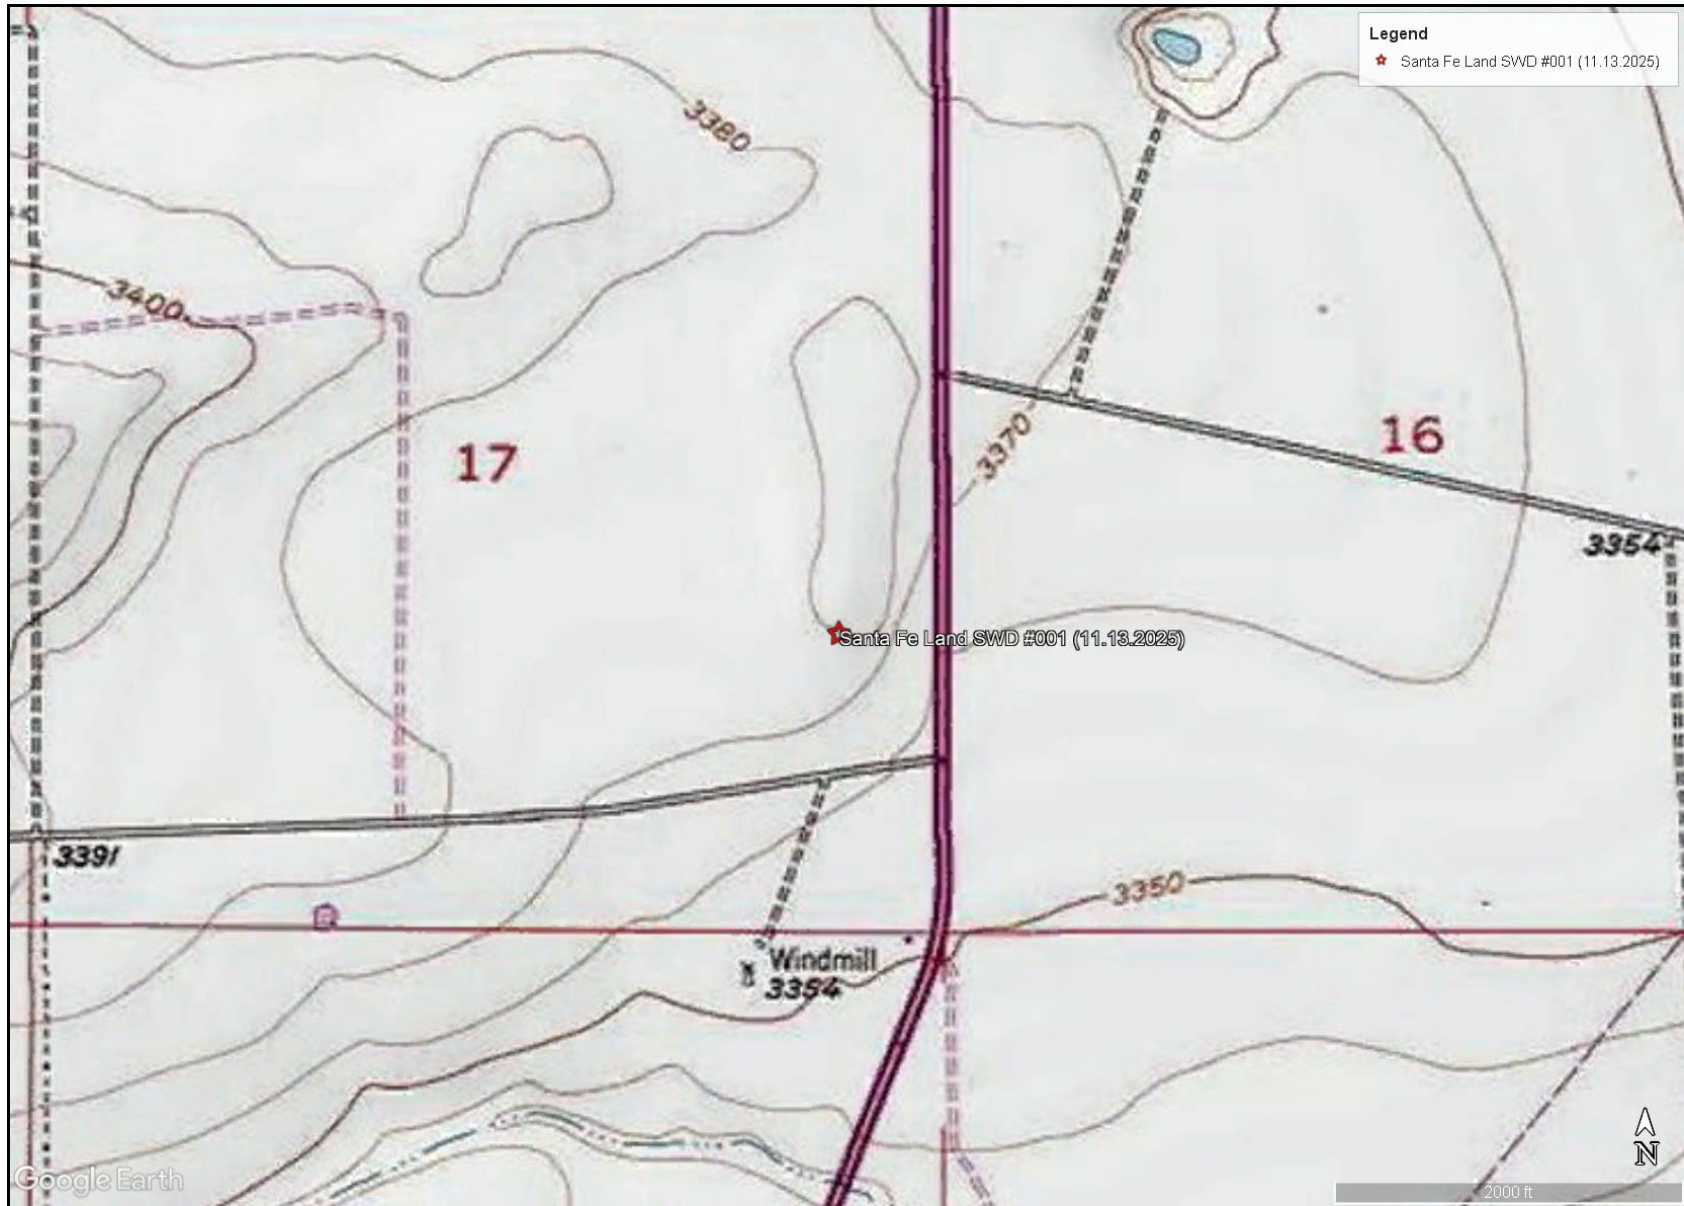 Legend
Santa Fe Land SWD #001 (11.13.2025)
3380
3400
3370
17
16
3354
Santa Fe Land SWD #001 (11.13.2025)
3391
3350
Windmill
3354
N
Google Earth
2000 ft